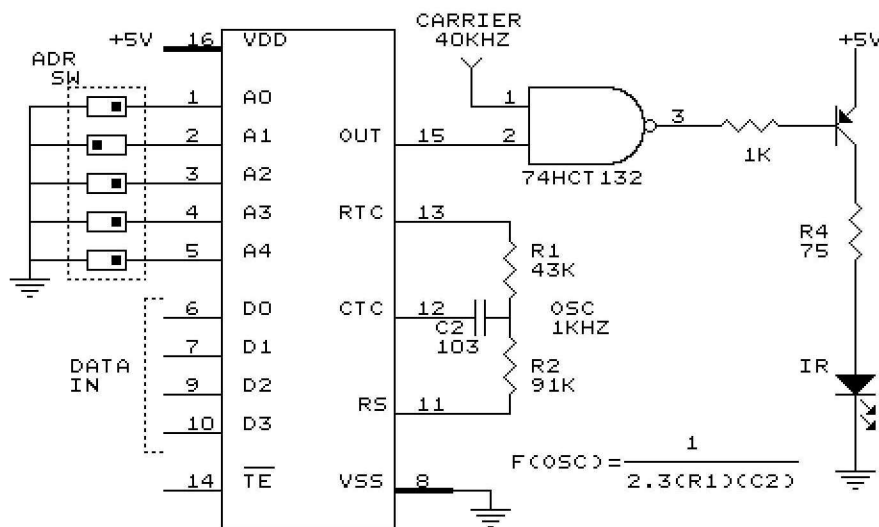 CARRIER
40KHZ
+5V 16 VDD
+5V
ADR
SW
1 A0
2 A1
3 A2
4 A3
5 A4
OUT 15
1
2
3
74HCT132
1K
RTC 13
R1
43K
R4
75
6 D0
7 D1
9 D2
10 D3
DATA
IN
CTC 12
C2
103
OSC
1KHZ
R2
91K
RS 11
IR
14 TE
VSS 8
F(OSC)=
1
2.3(R1)(C2)